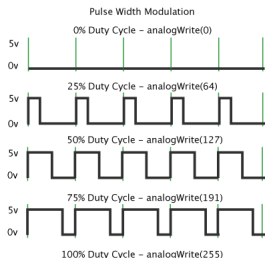 Pulse Width Modulation
0% Duty Cycle - analogWrite(0)
5v
0v
25% Duty Cycle - analogWrite(64)
5v
0v
50% Duty Cycle - analogWrite(127)
5v
0v
75% Duty Cycle - analogWrite(191)
5v
0v
100% Duty Cycle - analogWrite(255)